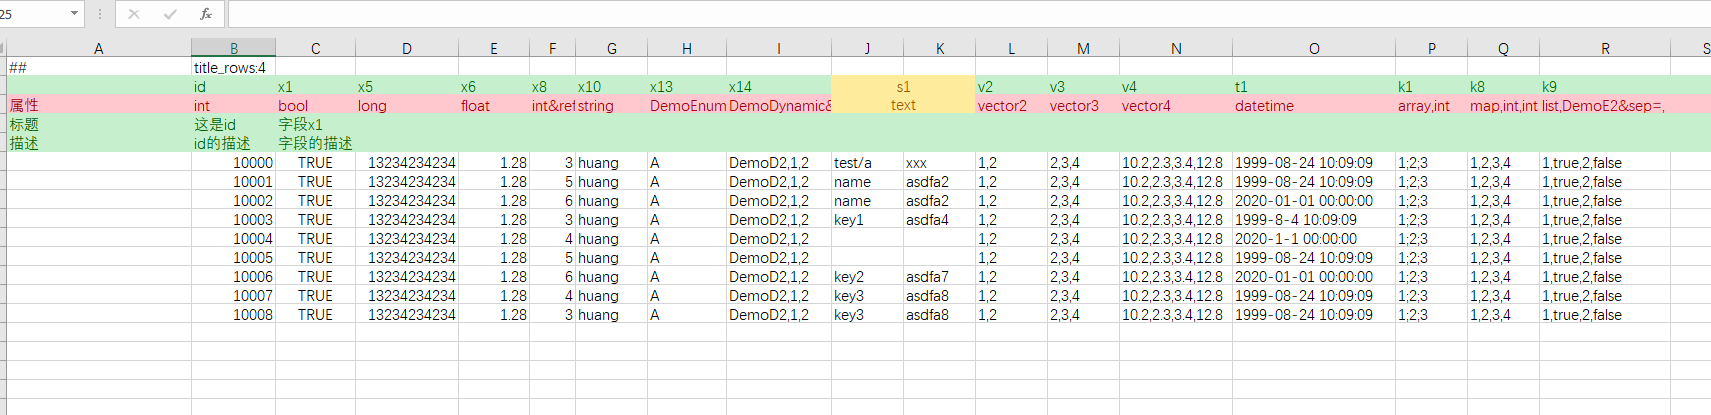 25 fx
A B C D E F G H I J K L M N O P Q R S
## title_rows:4
id x1 x5 x6 x8 x10 x13 x14 s1 v2 v3 v4 t1 k1 k8 k9
属性 int bool long float int&ref string DemoEnum DemoDynamic& text vector2 vector3 vector4 datetime array,int map,int,int list,DemoE2&sep=,
标题 这是id 字段x1
描述 id的描述 字段的描述
10000 TRUE 13234234234 1.28 3 huang A DemoD2,1,2 test/a xxx 1,2 2,3,4 10.2,2.3,3.4,12.8 1999-08-24 10:09:09 1;2;3 1,2,3,4 1,true,2,false
10001 TRUE 13234234234 1.28 5 huang A DemoD2,1,2 name asdfa2 1,2 2,3,4 10.2,2.3,3.4,12.8 1999-08-24 10:09:09 1;2;3 1,2,3,4 1,true,2,false
10002 TRUE 13234234234 1.28 6 huang A DemoD2,1,2 name asdfa2 1,2 2,3,4 10.2,2.3,3.4,12.8 2020-01-01 00:00:00 1;2;3 1,2,3,4 1,true,2,false
10003 TRUE 13234234234 1.28 3 huang A DemoD2,1,2 key1 asdfa4 1,2 2,3,4 10.2,2.3,3.4,12.8 1999-8-4 10:09:09 1;2;3 1,2,3,4 1,true,2,false
10004 TRUE 13234234234 1.28 4 huang A DemoD2,1,2 1,2 2,3,4 10.2,2.3,3.4,12.8 2020-1-1 00:00:00 1;2;3 1,2,3,4 1,true,2,false
10005 TRUE 13234234234 1.28 5 huang A DemoD2,1,2 1,2 2,3,4 10.2,2.3,3.4,12.8 1999-08-24 10:09:09 1;2;3 1,2,3,4 1,true,2,false
10006 TRUE 13234234234 1.28 6 huang A DemoD2,1,2 key2 asdfa7 1,2 2,3,4 10.2,2.3,3.4,12.8 2020-01-01 00:00:00 1;2;3 1,2,3,4 1,true,2,false
10007 TRUE 13234234234 1.28 4 huang A DemoD2,1,2 key3 asdfa8 1,2 2,3,4 10.2,2.3,3.4,12.8 1999-08-24 10:09:09 1;2;3 1,2,3,4 1,true,2,false
10008 TRUE 13234234234 1.28 3 huang A DemoD2,1,2 key3 asdfa8 1,2 2,3,4 10.2,2.3,3.4,12.8 1999-08-24 10:09:09 1;2;3 1,2,3,4 1,true,2,false